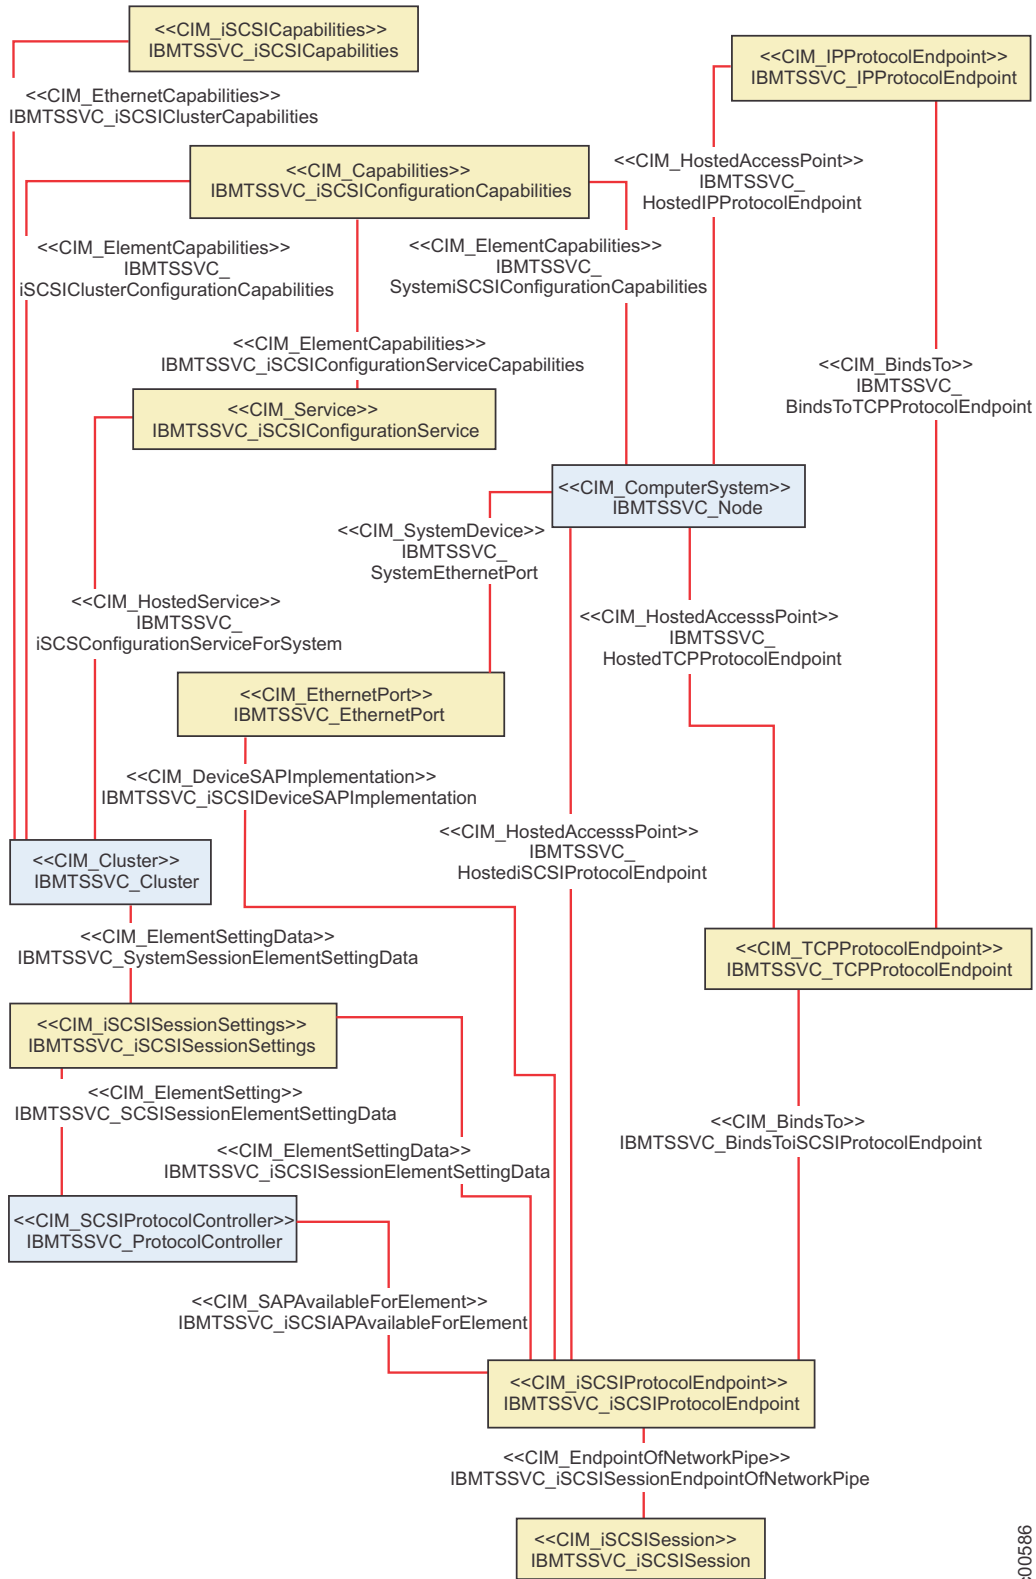 <<CIM_iSCSICapabilities>>
IBMTSSVC_iSCSICapabilities
<<CIM_IPProtocolEndpoint>>
IBMTSSVC_IPProtocolEndpoint
<<CIM_EthernetCapabilities>>
IBMTSSVC_iSCSIClusterCapabilities
<<CIM_HostedAccessPoint>>
IBMTSSVC_
HostedIPProtocolEndpoint
<<CIM_Capabilities>>
IBMTSSVC_iSCSIConfigurationCapabilities
<<CIM_ElementCapabilities>>
IBMTSSVC_
iSCSIClusterConfigurationCapabilities
<<CIM_ElementCapabilities>>
IBMTSSVC_
SystemiSCSIConfigurationCapabilities
<<CIM_ElementCapabilities>>
IBMTSSVC_iSCSIConfigurationServiceCapabilities
<<CIM_BindsTo>>
IBMTSSVC_
BindsToTCPProtocolEndpoint
<<CIM_Service>>
IBMTSSVC_iSCSIConfigurationService
<<CIM_ComputerSystem>>
IBMTSSVC_Node
<<CIM_SystemDevice>
IBMTSSVC_
SystemEthernetPort
<<CIM_HostedService>>
IBMTSSVC_
iSCSConfigurationServiceForSystem
<<CIM_HostedAccesssPoint>>
IBMTSSVC_
HostedTCPProtocolEndpoint
<<CIM_EthernetPort>>
IBMTSSVC_EthernetPort
<<CIM_DeviceSAPImplementation>>
IBMTSSVC_iSCSIDeviceSAPImplementation
<<CIM_HostedAccesssPoint>>
IBMTSSVC_
HostediSCSIProtocolEndpoint
<<CIM_Cluster>>
IBMTSSVC_Cluster
<<CIM_ElementSettingData>>
IBMTSSVC_SystemSessionElementSettingData
<<CIM_TCPProtocolEndpoint>>
IBMTSSVC_TCPProtocolEndpoint
<<CIM_iSCSISessionSettings>>
IBMTSSVC_iSCSISessionSettings
<<CIM_ElementSetting>>
IBMTSSVC_SCSISessionElementSettingData
<<CIM_BindsTo>>
IBMTSSVC_BindsToiSCSIProtocolEndpoint
<<CIM_ElementSettingData>>
IBMTSSVC_iSCSISessionElementSettingData
<<CIM_SCSIProtocolController>>
IBMTSSVC_ProtocolController
<<CIM_SAPAvailableForElement>>
IBMTSSVC_iSCSIAPAvailableForElement
<<CIM_iSCSIProtocolEndpoint>>
IBMTSSVC_iSCSIProtocolEndpoint
<<CIM_EndpointOfNetworkPipe>>
IBMTSSVC_iSCSISessionEndpointOfNetworkPipe
<<CIM_iSCSISession>>
IBMTSSVC_iSCSISession